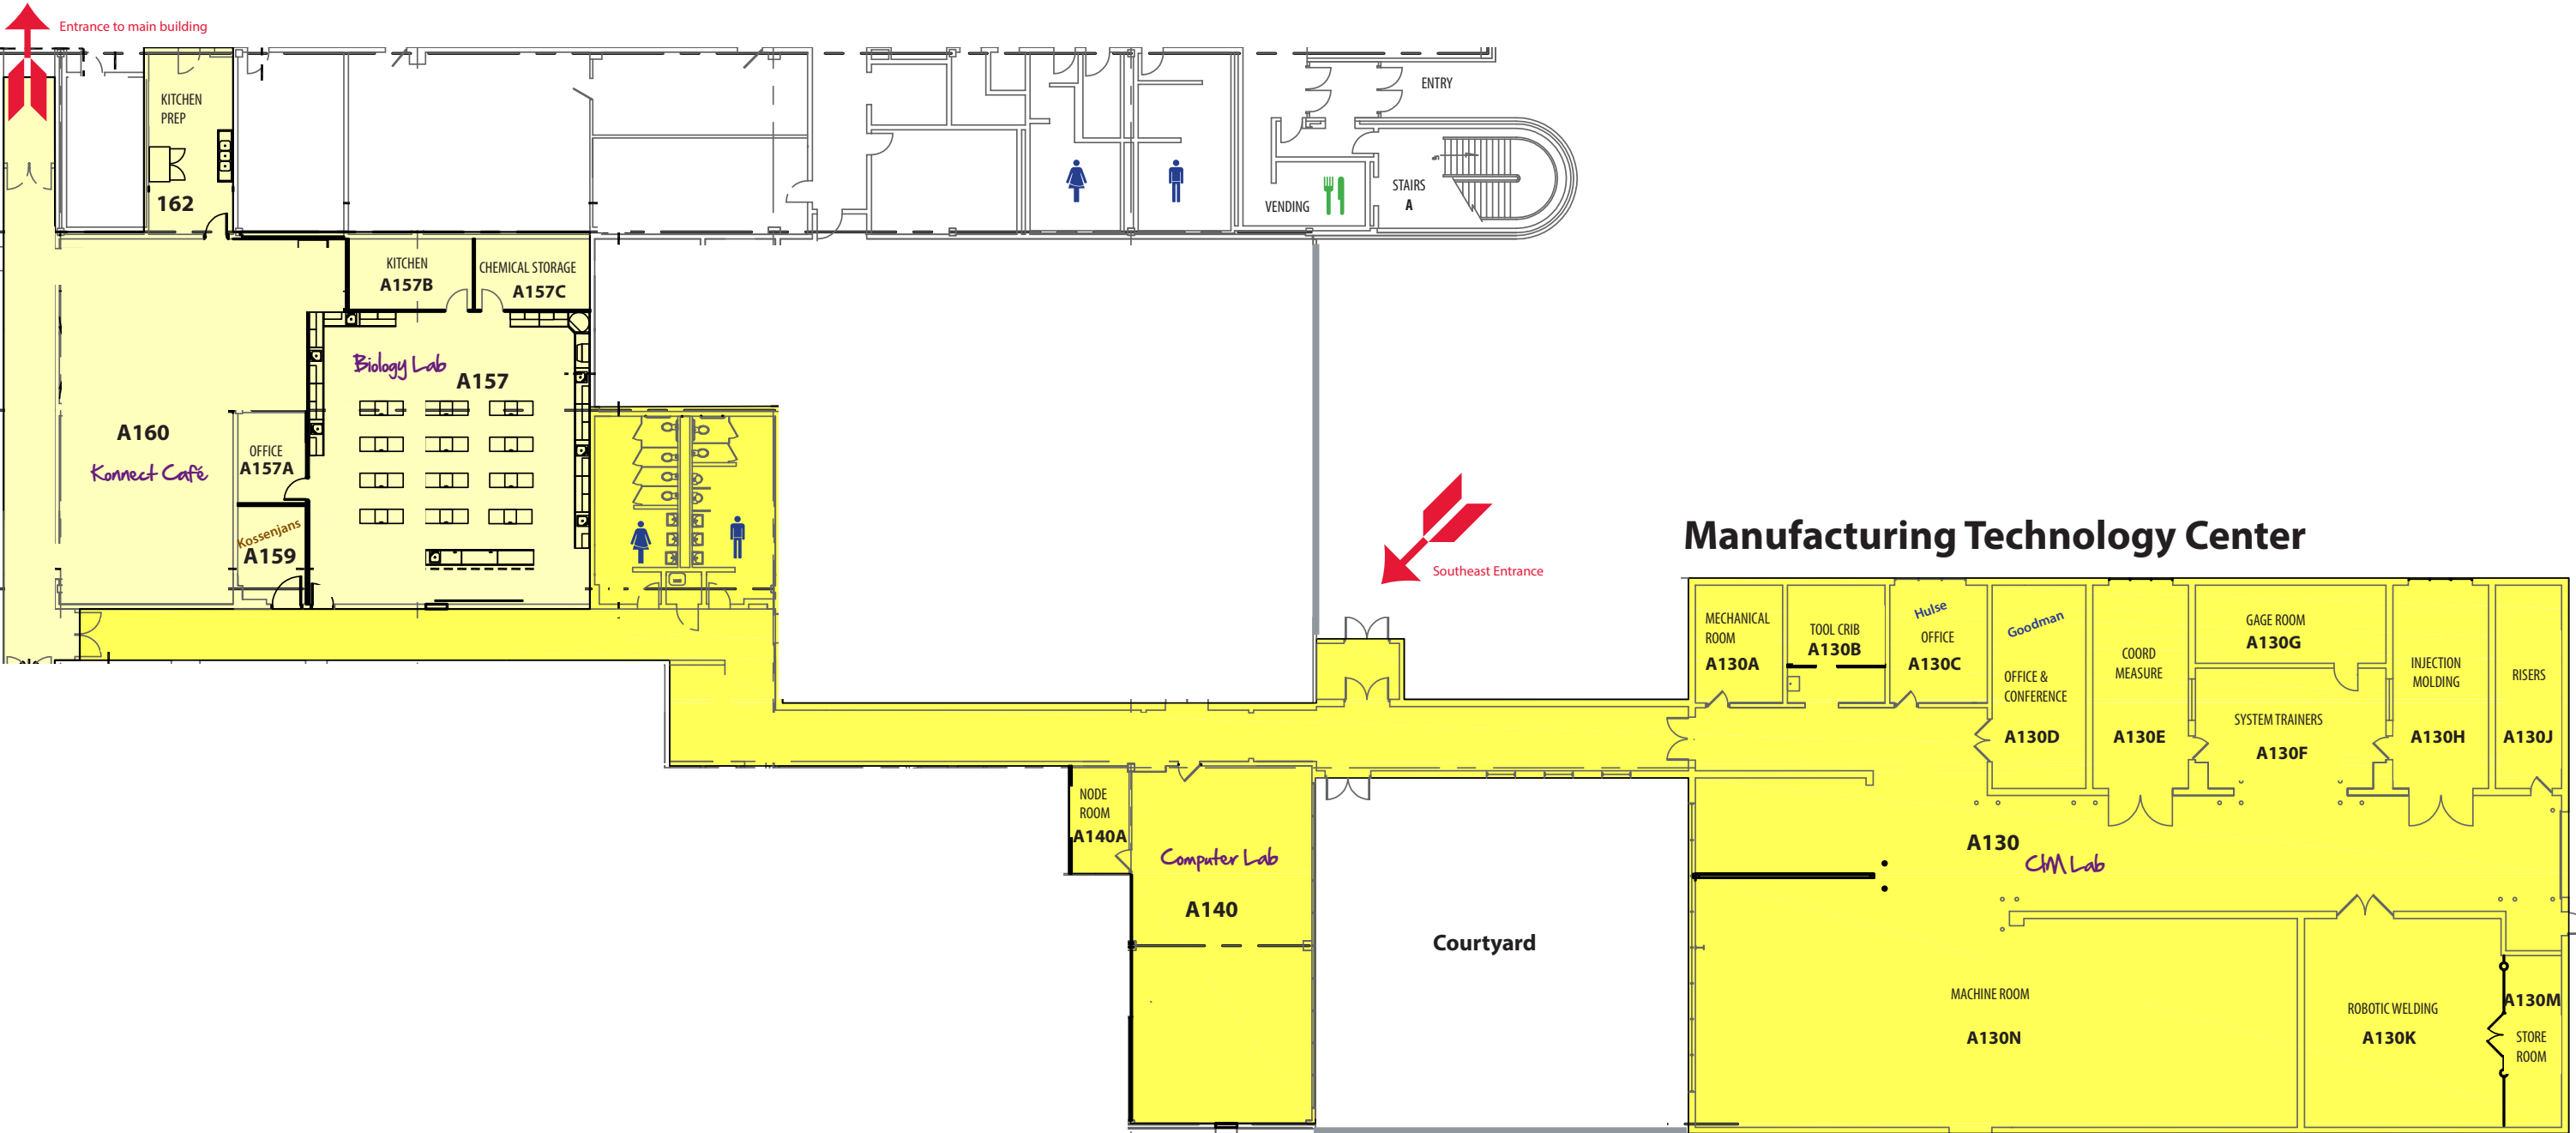 Entrance to main building
KITCHEN
PREP
162
ENTRY
STAIRS
A
VENDING
KITCHEN
A157B
CHEMICAL STORAGE
A157C
Biology Lab
A157
A160
Konnect Café
OFFICE
A157A
Kossenjans
A159
Southeast Entrance
Manufacturing Technology Center
MECHANICAL
ROOM
A130A
TOOL CRIB
A130B
Hulse
OFFICE
A130C
Goodman
OFFICE &
CONFERENCE
A130D
COORD
MEASURE
A130E
GAGE ROOM
A130G
SYSTEM TRAINERS
A130F
INJECTION
MOLDING
A130H
RISERS
A130J
NODE
ROOM
A140A
Computer Lab
A140
Courtyard
A130
CIM Lab
MACHINE ROOM
A130N
ROBOTIC WELDING
A130K
A130M
STORE
ROOM